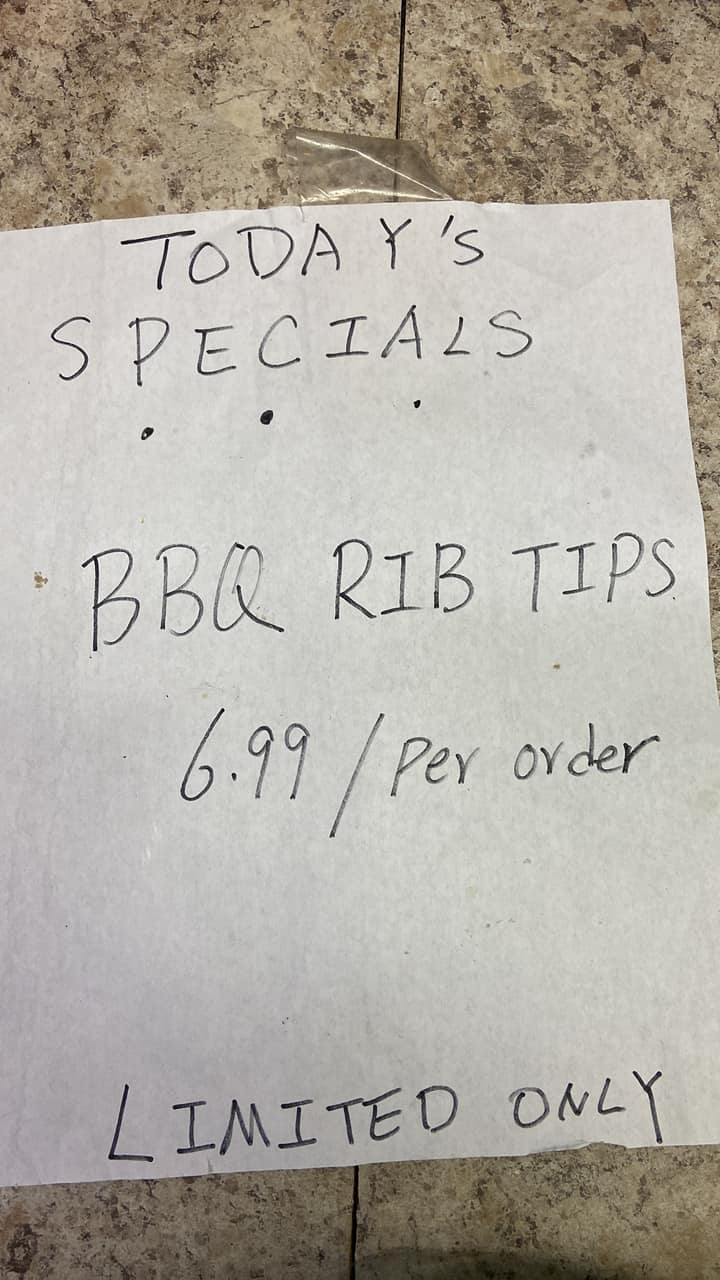 TODAY'S
SPECIALS
. . .
BBQ RIB TIPS
6.99 / Per order
LIMITED ONLY